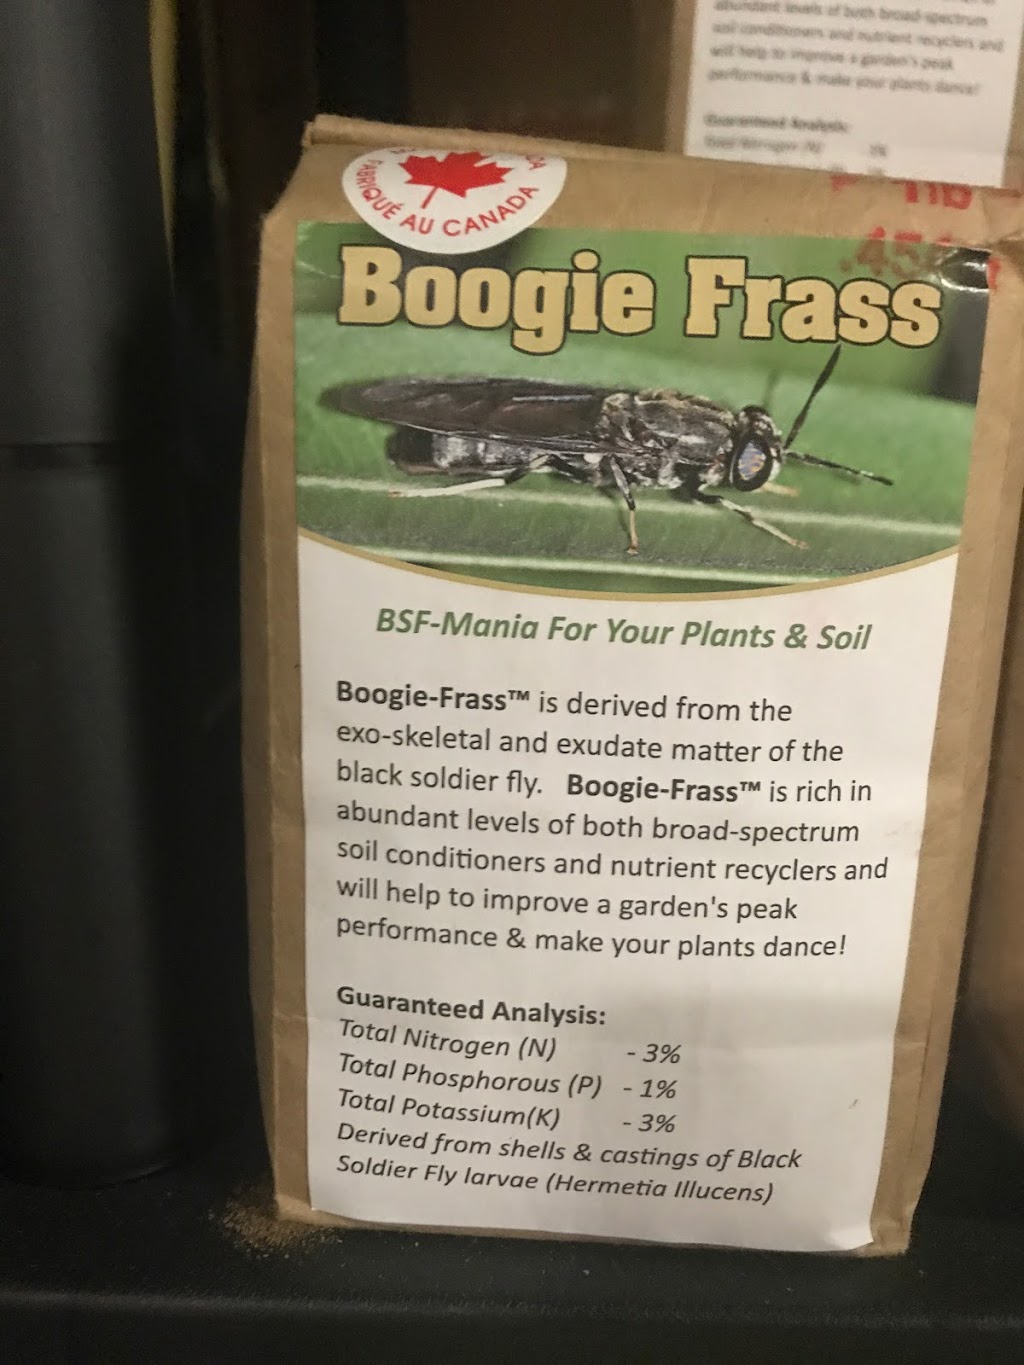 abundant levels of both broad-spectrum
soil conditioners and nutrient recyclers and
will help to improve a garden's peak
performance & make your plants dance!
Guaranteed Analysis:
Total Nitrogen (N) 3%
FABRIQUÉ AU CANADA
1lb
Boogie Frass
BSF-Mania For Your Plants & Soil
Boogie-Frass™ is derived from the
exo-skeletal and exudate matter of the
black soldier fly. Boogie-Frass™ is rich in
abundant levels of both broad-spectrum
soil conditioners and nutrient recyclers and
will help to improve a garden's peak
performance & make your plants dance!
Guaranteed Analysis:
Total Nitrogen (N) - 3%
Total Phosphorous (P) - 1%
Total Potassium(K) - 3%
Derived from shells & castings of Black
Soldier Fly larvae (Hermetia Illucens)